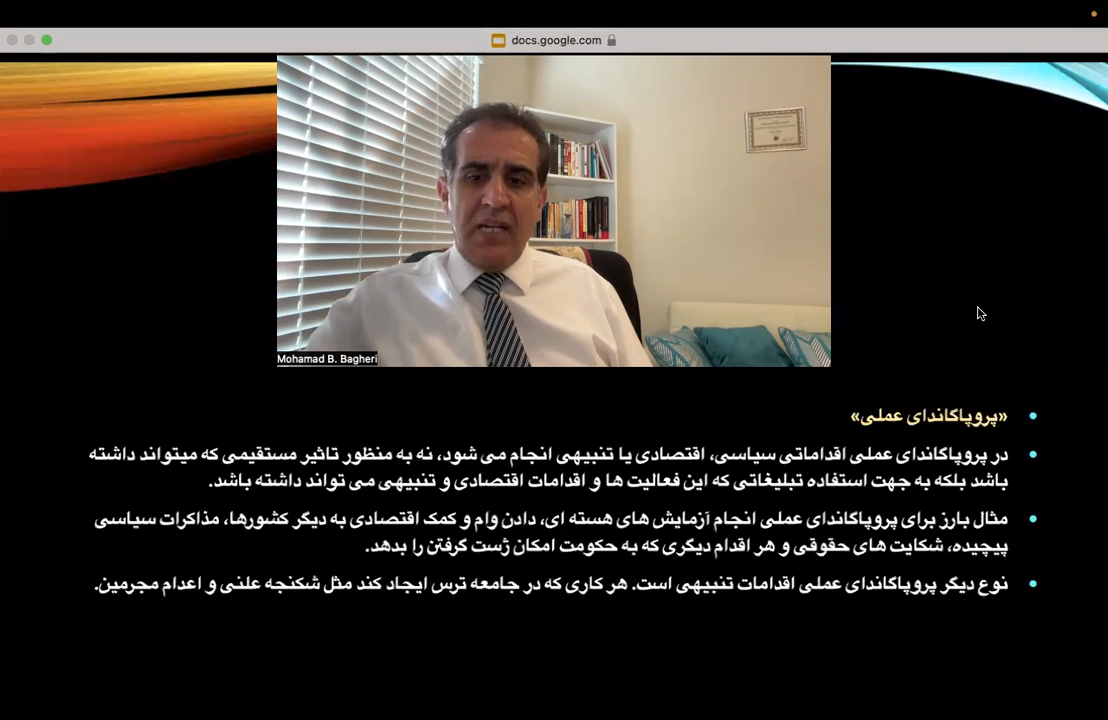 docs.google.com
Mohamad B. Bagheri
«پروپاگاندای عملی»
در پروپاگاندای عملی اقداماتی سیاسی، اقتصادی یا تنبیهی انجام می شود، نه به منظور تاثیر مستقیمی که میتواند داشته
باشد بلکه به جهت استفاده تبلیغاتی که این فعالیت ها و اقدامات اقتصادی و تنبیهی می تواند داشته باشد.
مثال بارز برای پروپاگاندای عملی انجام آزمایش های هسته ای، دادن وام و کمک اقتصادی به دیگر کشورها، مذاکرات سیاسی
پیچیده، شکایت های حقوقی و هر اقدام دیگری که به حکومت امکان ژست گرفتن را بدهد.
نوع دیگر پروپاگاندای عملی اقدامات تنبیهی است. هر کاری که در جامعه ترس ایجاد کند مثل شکنجه علنی و اعدام مجرمین.